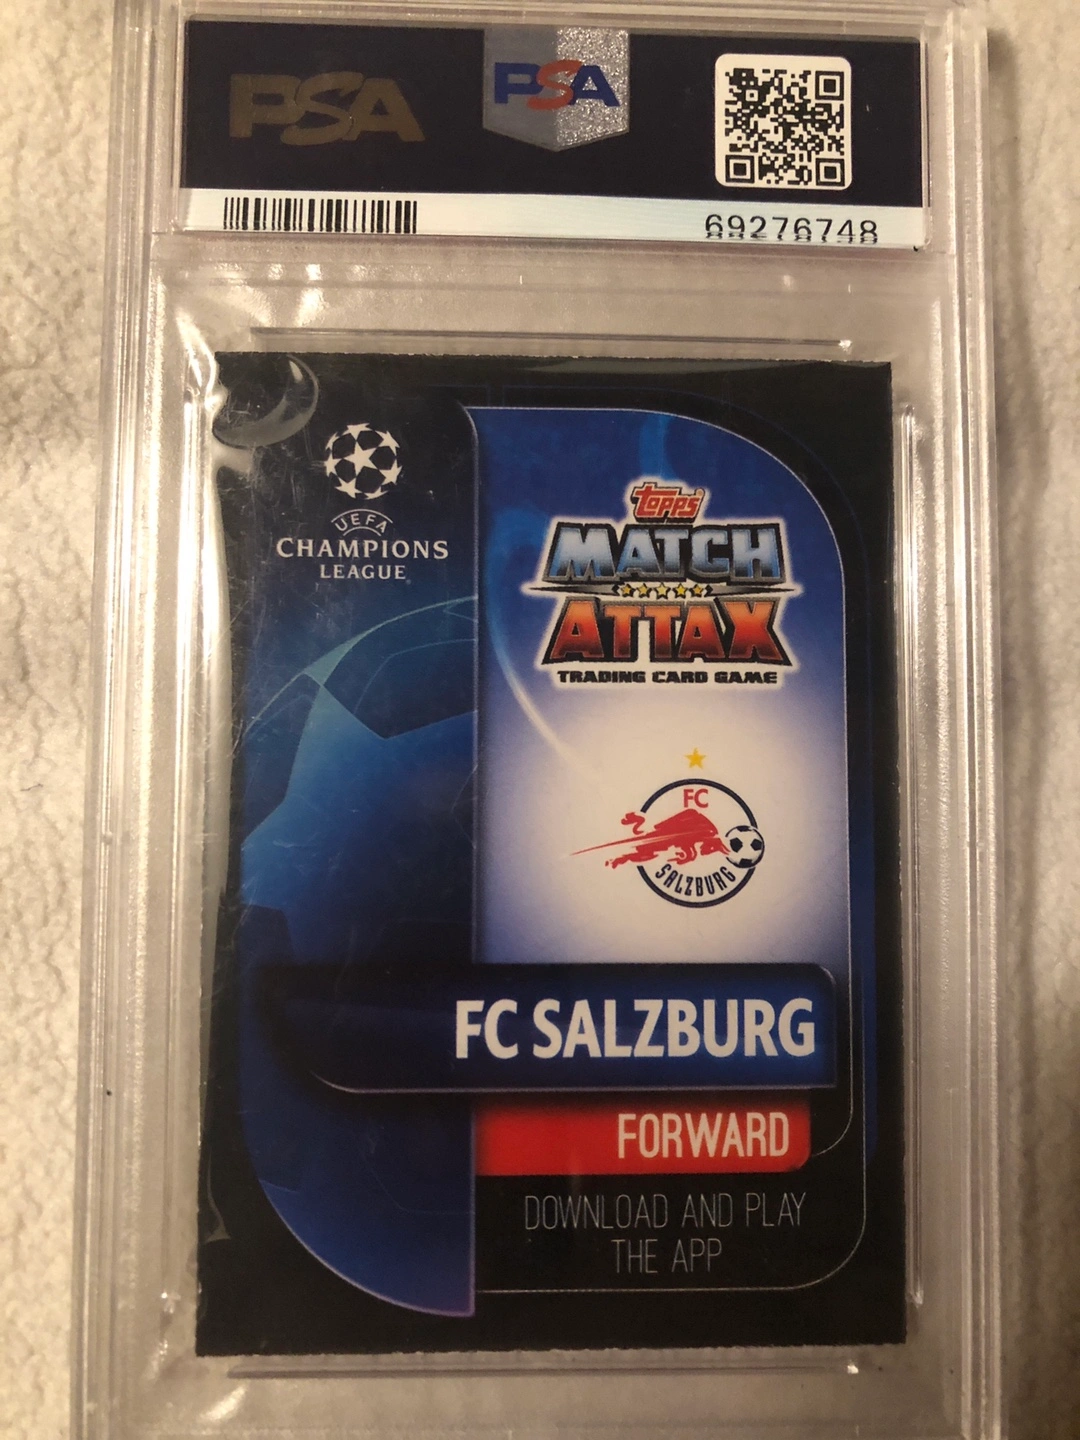 PSA
PSA
69276748
UEFA
CHAMPIONS
LEAGUE
topps
MATCH
ATTAX
TRADING CARD GAME
FC
SALZBURG
FC SALZBURG
FORWARD
DOWNLOAD AND PLAY
THE APP